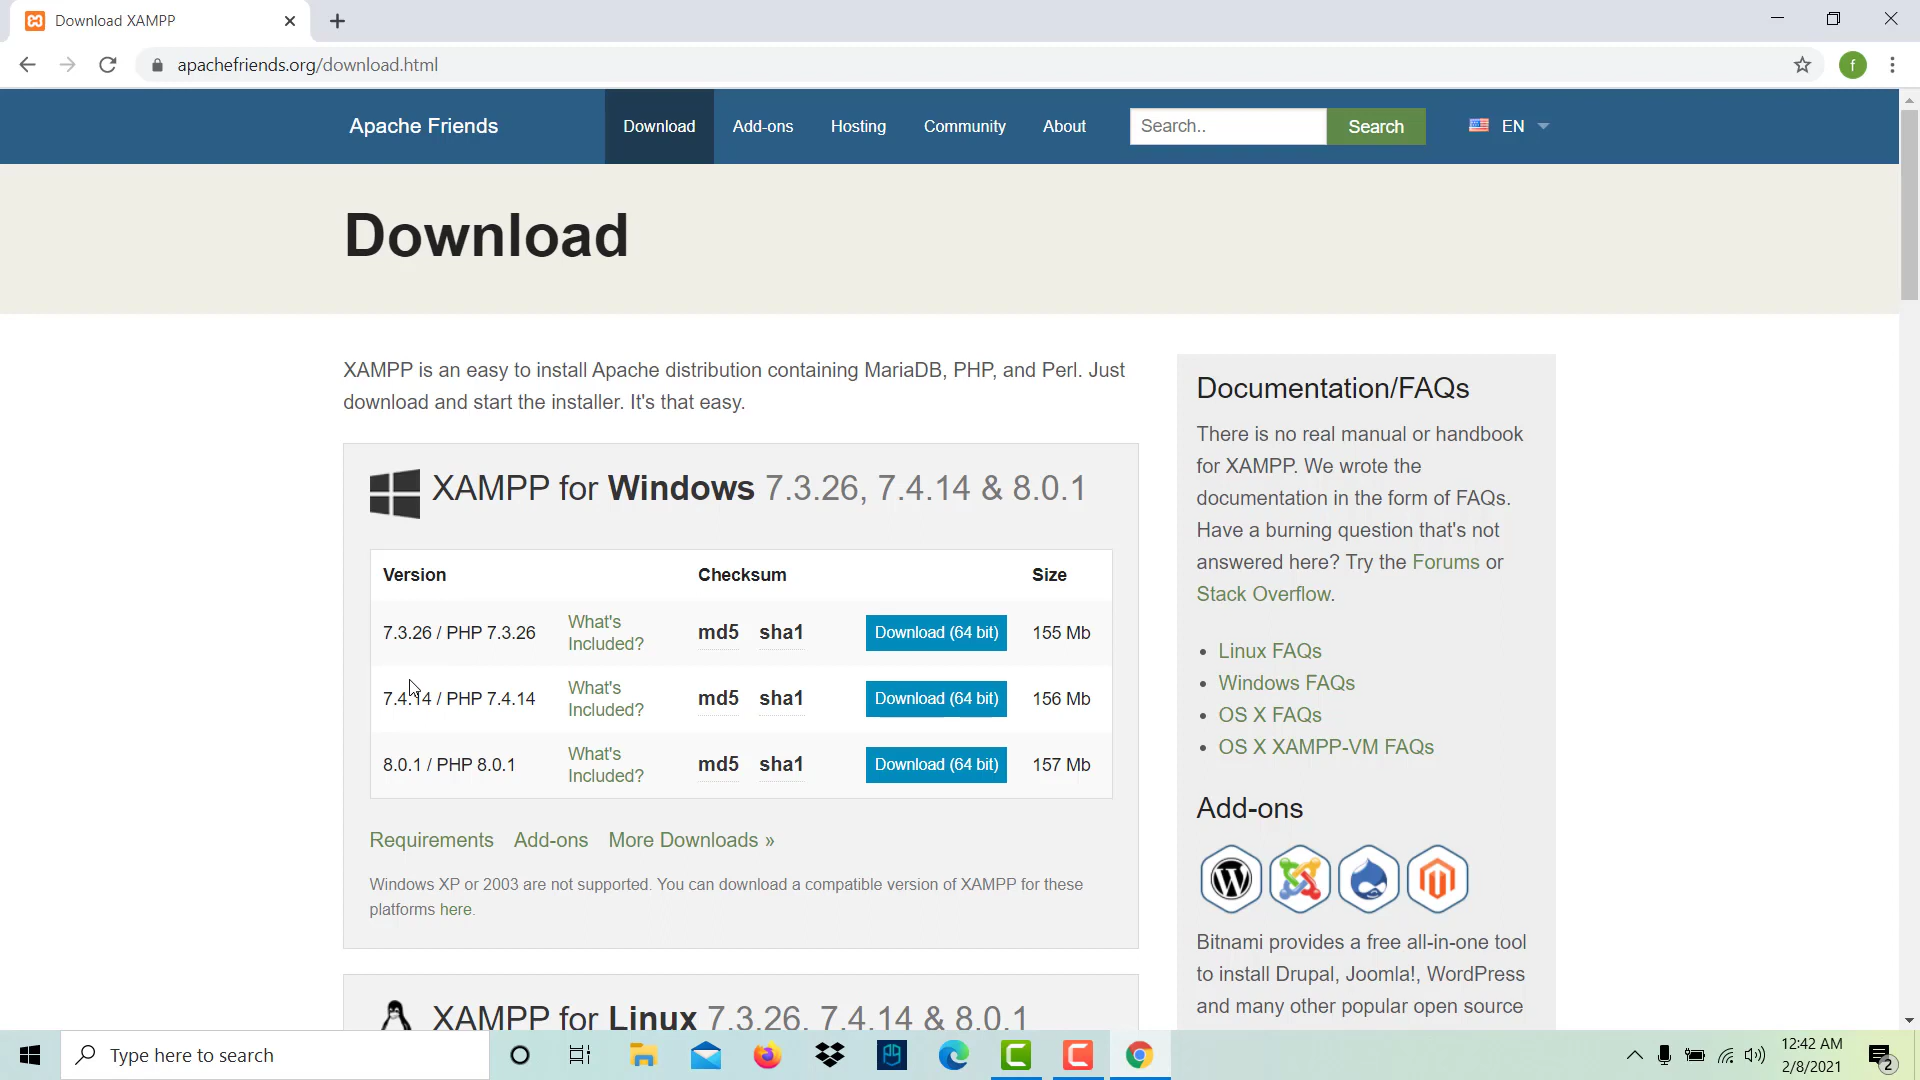 Download XAMPP
apachefriends.org/download.html
f
Apache Friends
Download
Add-ons
Hosting
Community
About
Search..
Search
EN
Download
XAMPP is an easy to install Apache distribution containing MariaDB, PHP, and Perl. Just
download and start the installer. It's that easy.
XAMPP for Windows 7.3.26, 7.4.14 & 8.0.1
Version Checksum Size
7.3.26 / PHP 7.3.26 What's Included? md5 sha1 Download (64 bit) 155 Mb
7.4.14 / PHP 7.4.14 What's Included? md5 sha1 Download (64 bit) 156 Mb
8.0.1 / PHP 8.0.1 What's Included? md5 sha1 Download (64 bit) 157 Mb
Requirements Add-ons More Downloads »
Windows XP or 2003 are not supported. You can download a compatible version of XAMPP for these
platforms here.
XAMPP for Linux 7.3.26, 7.4.14 & 8.0.1
Documentation/FAQs
There is no real manual or handbook
for XAMPP. We wrote the
documentation in the form of FAQs.
Have a burning question that's not
answered here? Try the Forums or
Stack Overflow.
• Linux FAQs
• Windows FAQs
• OS X FAQs
• OS X XAMPP-VM FAQs
Add-ons
Bitnami provides a free all-in-one tool
to install Drupal, Joomla!, WordPress
and many other popular open source
Type here to search
12:42 AM
2/8/2021
2